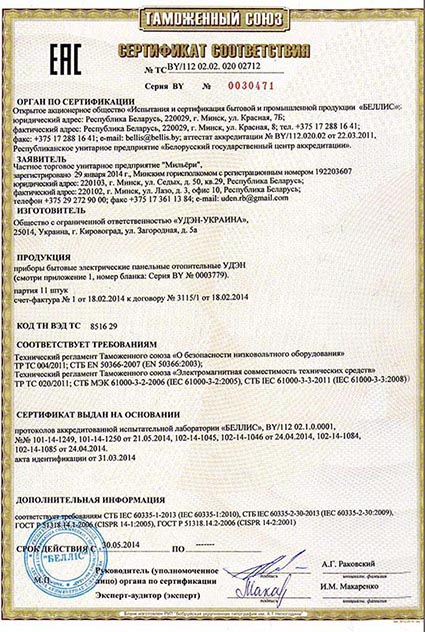 ТАМОЖЕННЫЙ СОЮЗ
ЕАС
СЕРТИФИКАТ СООТВЕТСТВИЯ
№ ТС BY/112 02.02. 020 02712
Серия BY № 0030471
ОРГАН ПО СЕРТИФИКАЦИИ
Открытое акционерное общество «Испытания и сертификация бытовой и промышленной продукции «БЕЛЛИС»:
юридический адрес: Республика Беларусь, 220029, г. Минск, ул. Красная, 7Б;
фактический адрес: Республика Беларусь, 220029, г. Минск, ул. Красная, 8; тел. +375 17 288 16 41;
факс: +375 17 288 16 41; e-mail: bellis@bellis.by; аттестат аккредитации № BY/112.020.02 от 22.03.2011,
Республиканское унитарное предприятие «Белорусский государственный центр аккредитации».
ЗАЯВИТЕЛЬ
Частное торговое унитарное предприятие "Мильёри";
зарегистрировано 29 января 2014 г., Минским горисполкомом с регистрационным номером 192203607
юридический адрес: 220103, г. Минск, ул. Седых, д. 50, кв.29, Республика Беларусь;
фактический адрес: 220102, г. Минск, ул. Лазо, д. 3, офис 10, Республика Беларусь;
телефон +375 29 272 90 00; факс +375 17 361 13 84; e-mail: uden.rb@gmail.com
ИЗГОТОВИТЕЛЬ
Общество с ограниченной ответственностью «УДЭН-УКРАИНА»,
25014, Украина, г. Кировоград, ул. Загородная, д. 5а
ПРОДУКЦИЯ
приборы бытовые электрические панельные отопительные УДЭН
(смотри приложение 1, номер бланка: Серия BY № 0003779).
партия 11 штук
счет-фактура № 1 от 18.02.2014 к договору № 3115/1 от 18.02.2014
КОД ТН ВЭД ТС 8516 29
СООТВЕТСТВУЕТ ТРЕБОВАНИЯМ
Технический регламент Таможенного союза «О безопасности низковольтного оборудования»
ТР ТС 004/2011; СТБ EN 50366-2007 (EN 50366:2003);
Технический регламент Таможенного союза «Электромагнитная совместимость технических средств»
ТР ТС 020/2011; СТБ МЭК 61000-3-2-2006 (IEC 61000-3-2:2005), СТБ IEC 61000-3-3-2011 (IEC 61000-3-3:2008)
СЕРТИФИКАТ ВЫДАН НА ОСНОВАНИИ
протоколов аккредитованной испытательной лаборатории «БЕЛЛИС», BY/112 02.1.0.0001,
№№ 101-14-1249, 101-14-1250 от 21.05.2014, 102-14-1045, 102-14-1046 от 24.04.2014, 102-14-1084,
102-14-1085 от 24.04.2014.
акта идентификации от 31.03.2014
ДОПОЛНИТЕЛЬНАЯ ИНФОРМАЦИЯ
соответствует требованиям СТБ IEC 60335-1-2013 (IEC 60335-1:2010), СТБ IEC 60335-2-30-2013 (IEC 60335-2-30:2009),
ГОСТ Р 51318.14.1-2006 (CISPR 14-1:2005), ГОСТ Р 51318.14.2-2006 (CISPR 14-2:2001)
СРОК ДЕЙСТВИЯ С 30.05.2014 ПО --------
"БЕЛЛИС"
М.П.
Руководитель (уполномоченное
лицо) органа по сертификации
подпись
А.Г. Раковский
инициалы, фамилия
Эксперт-аудитор (эксперт)
подпись
И.М. Макаренко
инициалы, фамилия